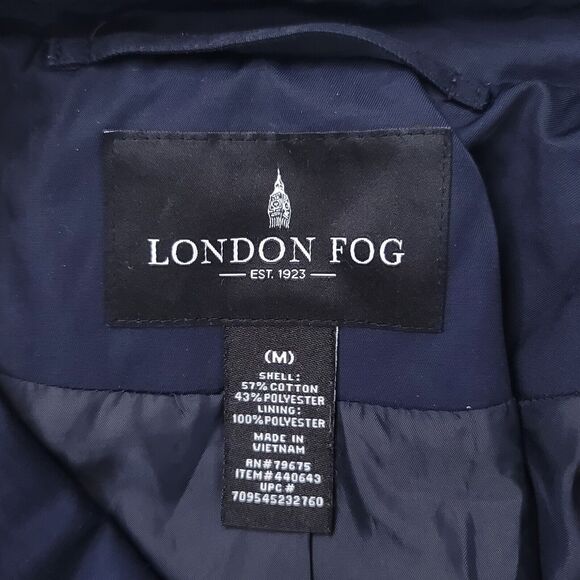 LONDON FOG
EST. 1923
(M)
SHELL:
57% COTTON
43% POLYESTER
LINING:
100% POLYESTER
MADE IN
VIETNAM
RN#79675
ITEM#440643
UPC #
709545232760